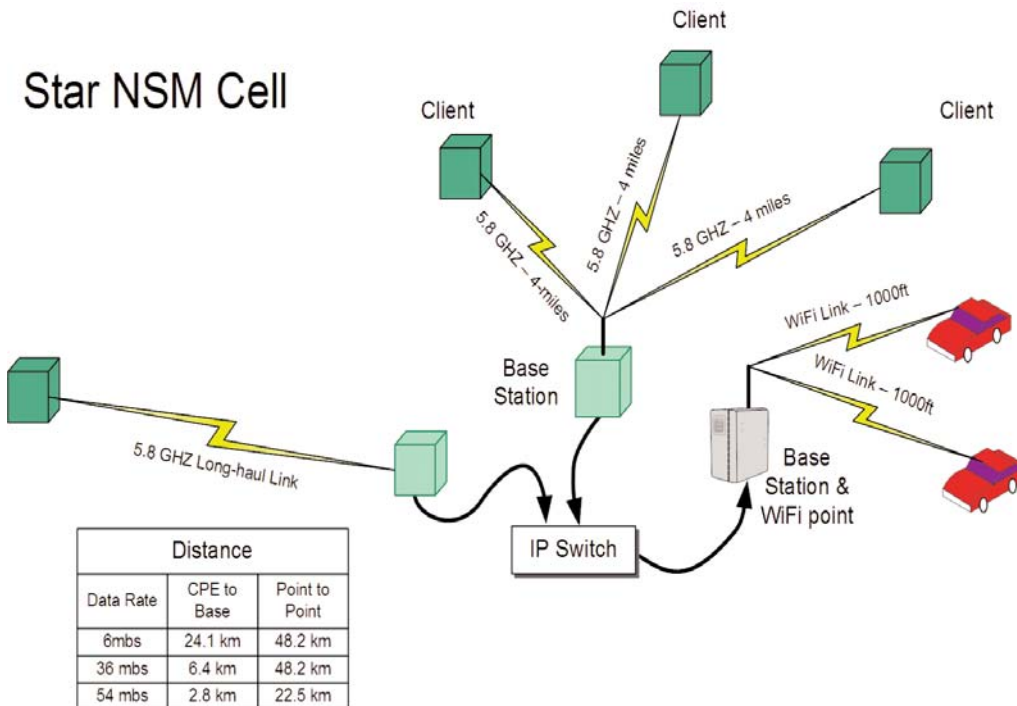 Star NSM Cell
Client
Client
Client
5.8 GHZ – 4-miles
5.8 GHZ – 4 miles
5.8 GHZ – 4 miles
WiFi Link – 1000ft
WiFi Link – 1000ft
Base
Station
5.8 GHZ Long-haul Link
Base
Station &
WiFi point
IP Switch
Distance
Data Rate CPE to Base Point to Point
6mbs 24.1 km 48.2 km
36 mbs 6.4 km 48.2 km
54 mbs 2.8 km 22.5 km